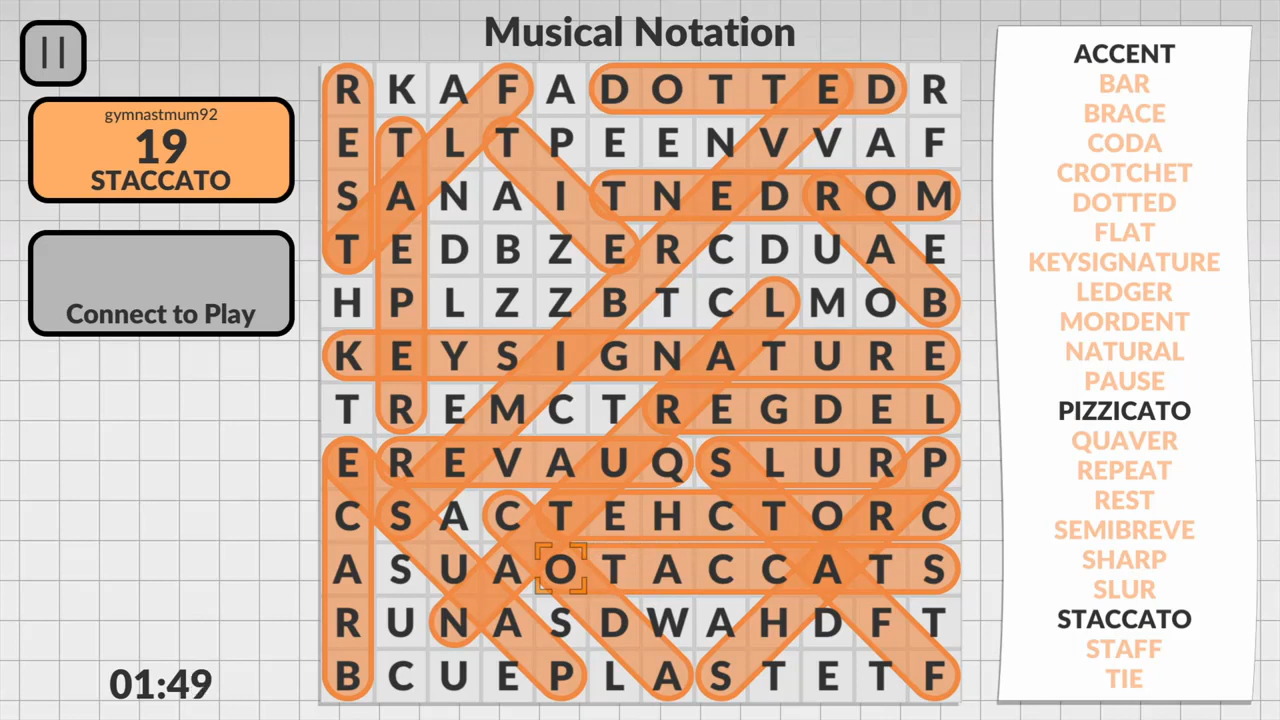 Musical Notation
gymnastmum92
19
STACCATO
Connect to Play
01:49
R K A F A D O T T E D R
E T L T P E E N V V A F
S A N A I T N E D R O M
T E D B Z E R C D U A E
H P L Z Z B T C L M O B
K E Y S I G N A T U R E
T R E M C T R E G D E L
E R E V A U Q S L U R P
C S A C T E H C T O R C
A S U A O T A C C A T S
R U N A S D W A H D F T
B C U E P L A S T E T F
ACCENT
BAR
BRACE
CODA
CROTCHET
DOTTED
FLAT
KEYSIGNATURE
LEDGER
MORDENT
NATURAL
PAUSE
PIZZICATO
QUAVER
REPEAT
REST
SEMIBREVE
SHARP
SLUR
STACCATO
STAFF
TIE